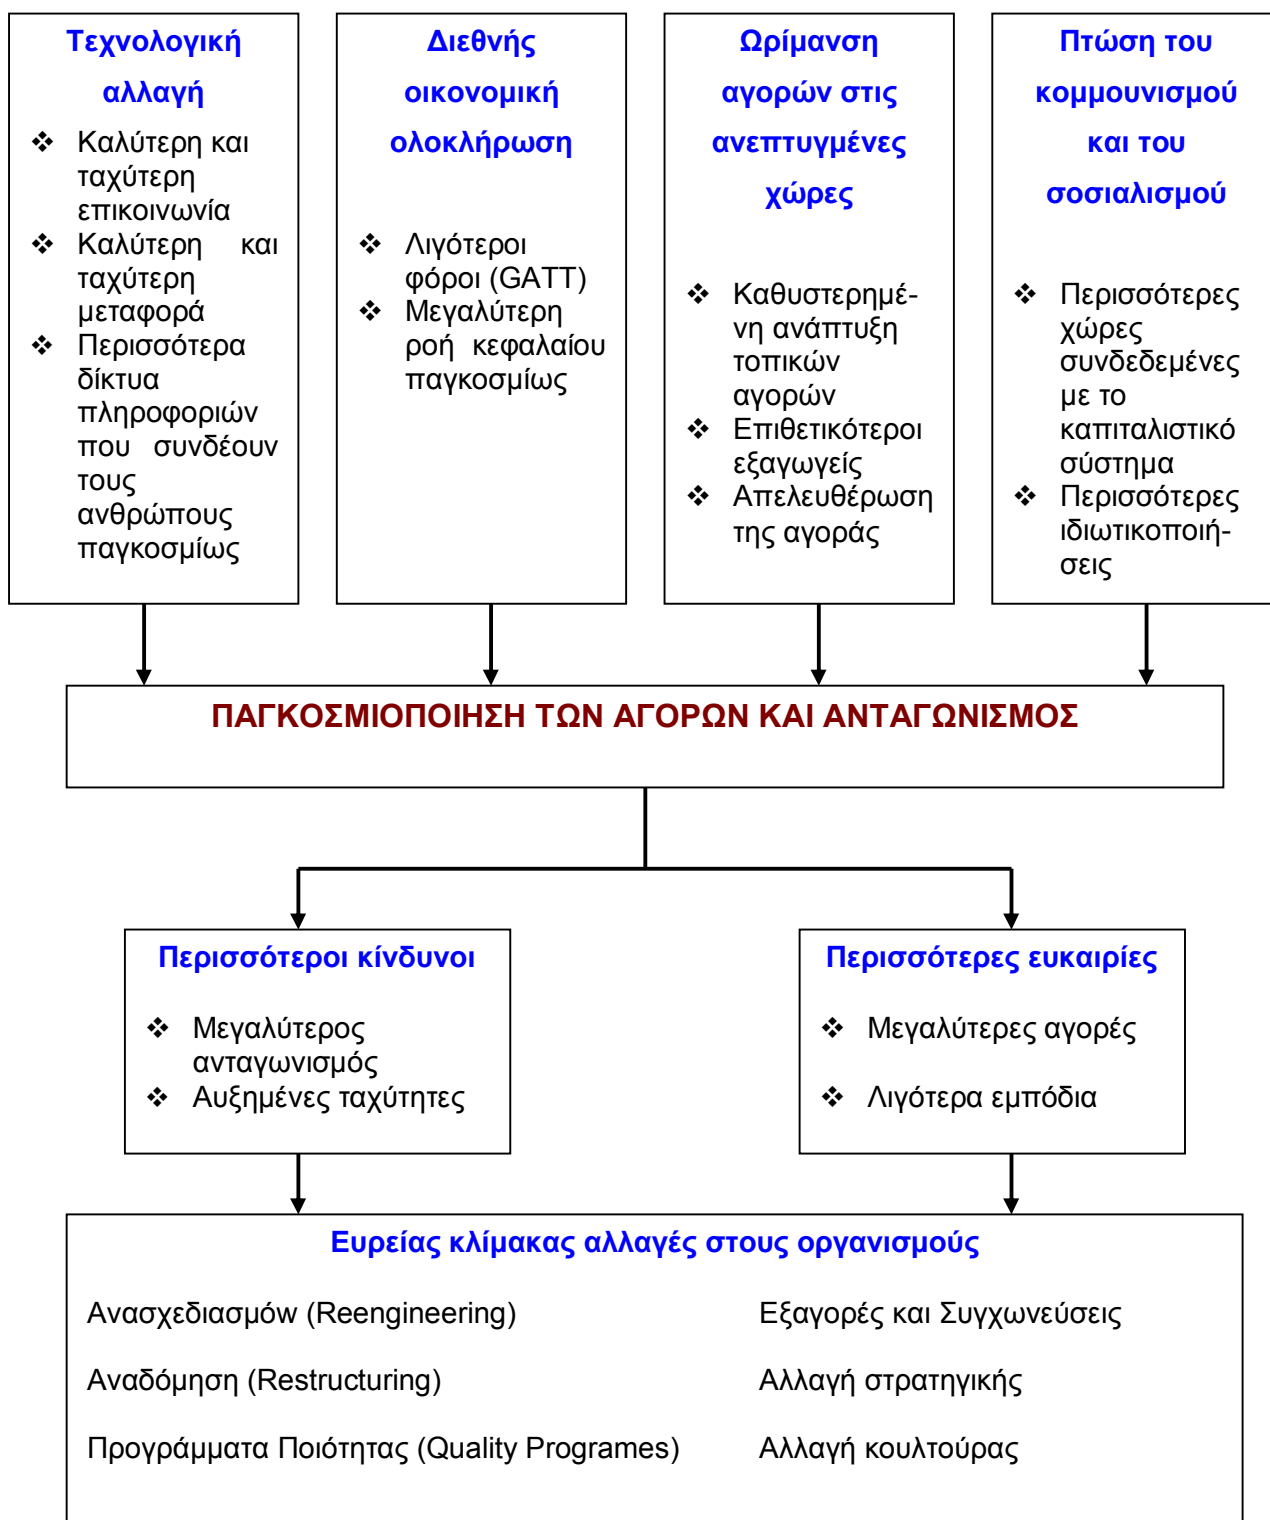 Τεχνολογική
αλλαγή
❖ Καλύτερη και
ταχύτερη
επικοινωνία
❖ Καλύτερη και
ταχύτερη
μεταφορά
❖ Περισσότερα
δίκτυα
πληροφοριών
που συνδέουν
τους
ανθρώπους
παγκοσμίως
Διεθνής
οικονομική
ολοκλήρωση
❖ Λιγότεροι
φόροι (GATT)
❖ Μεγαλύτερη
ροή κεφαλαίου
παγκοσμίως
Ωρίμανση
αγορών στις
ανεπτυγμένες
χώρες
❖ Καθυστερημέ-
νη ανάπτυξη
τοπικών
αγορών
❖ Επιθετικότεροι
εξαγωγείς
❖ Απελευθέρωση
της αγοράς
Πτώση του
κομμουνισμού
και του
σοσιαλισμού
❖ Περισσότερες
χώρες
συνδεδεμένες
με το
καπιταλιστικό
σύστημα
❖ Περισσότερες
ιδιωτικοποιή-
σεις
ΠΑΓΚΟΣΜΙΟΠΟΙΗΣΗ ΤΩΝ ΑΓΟΡΩΝ ΚΑΙ ΑΝΤΑΓΩΝΙΣΜΟΣ
Περισσότεροι κίνδυνοι
❖ Μεγαλύτερος
ανταγωνισμός
❖ Αυξημένες ταχύτητες
Περισσότερες ευκαιρίες
❖ Μεγαλύτερες αγορές
❖ Λιγότερα εμπόδια
Ευρείας κλίμακας αλλαγές στους οργανισμούς
Ανασχεδιασμόw (Reengineering)
Αναδόμηση (Restructuring)
Προγράμματα Ποιότητας (Quality Programes)
Εξαγορές και Συγχωνεύσεις
Αλλαγή στρατηγικής
Αλλαγή κουλτούρας